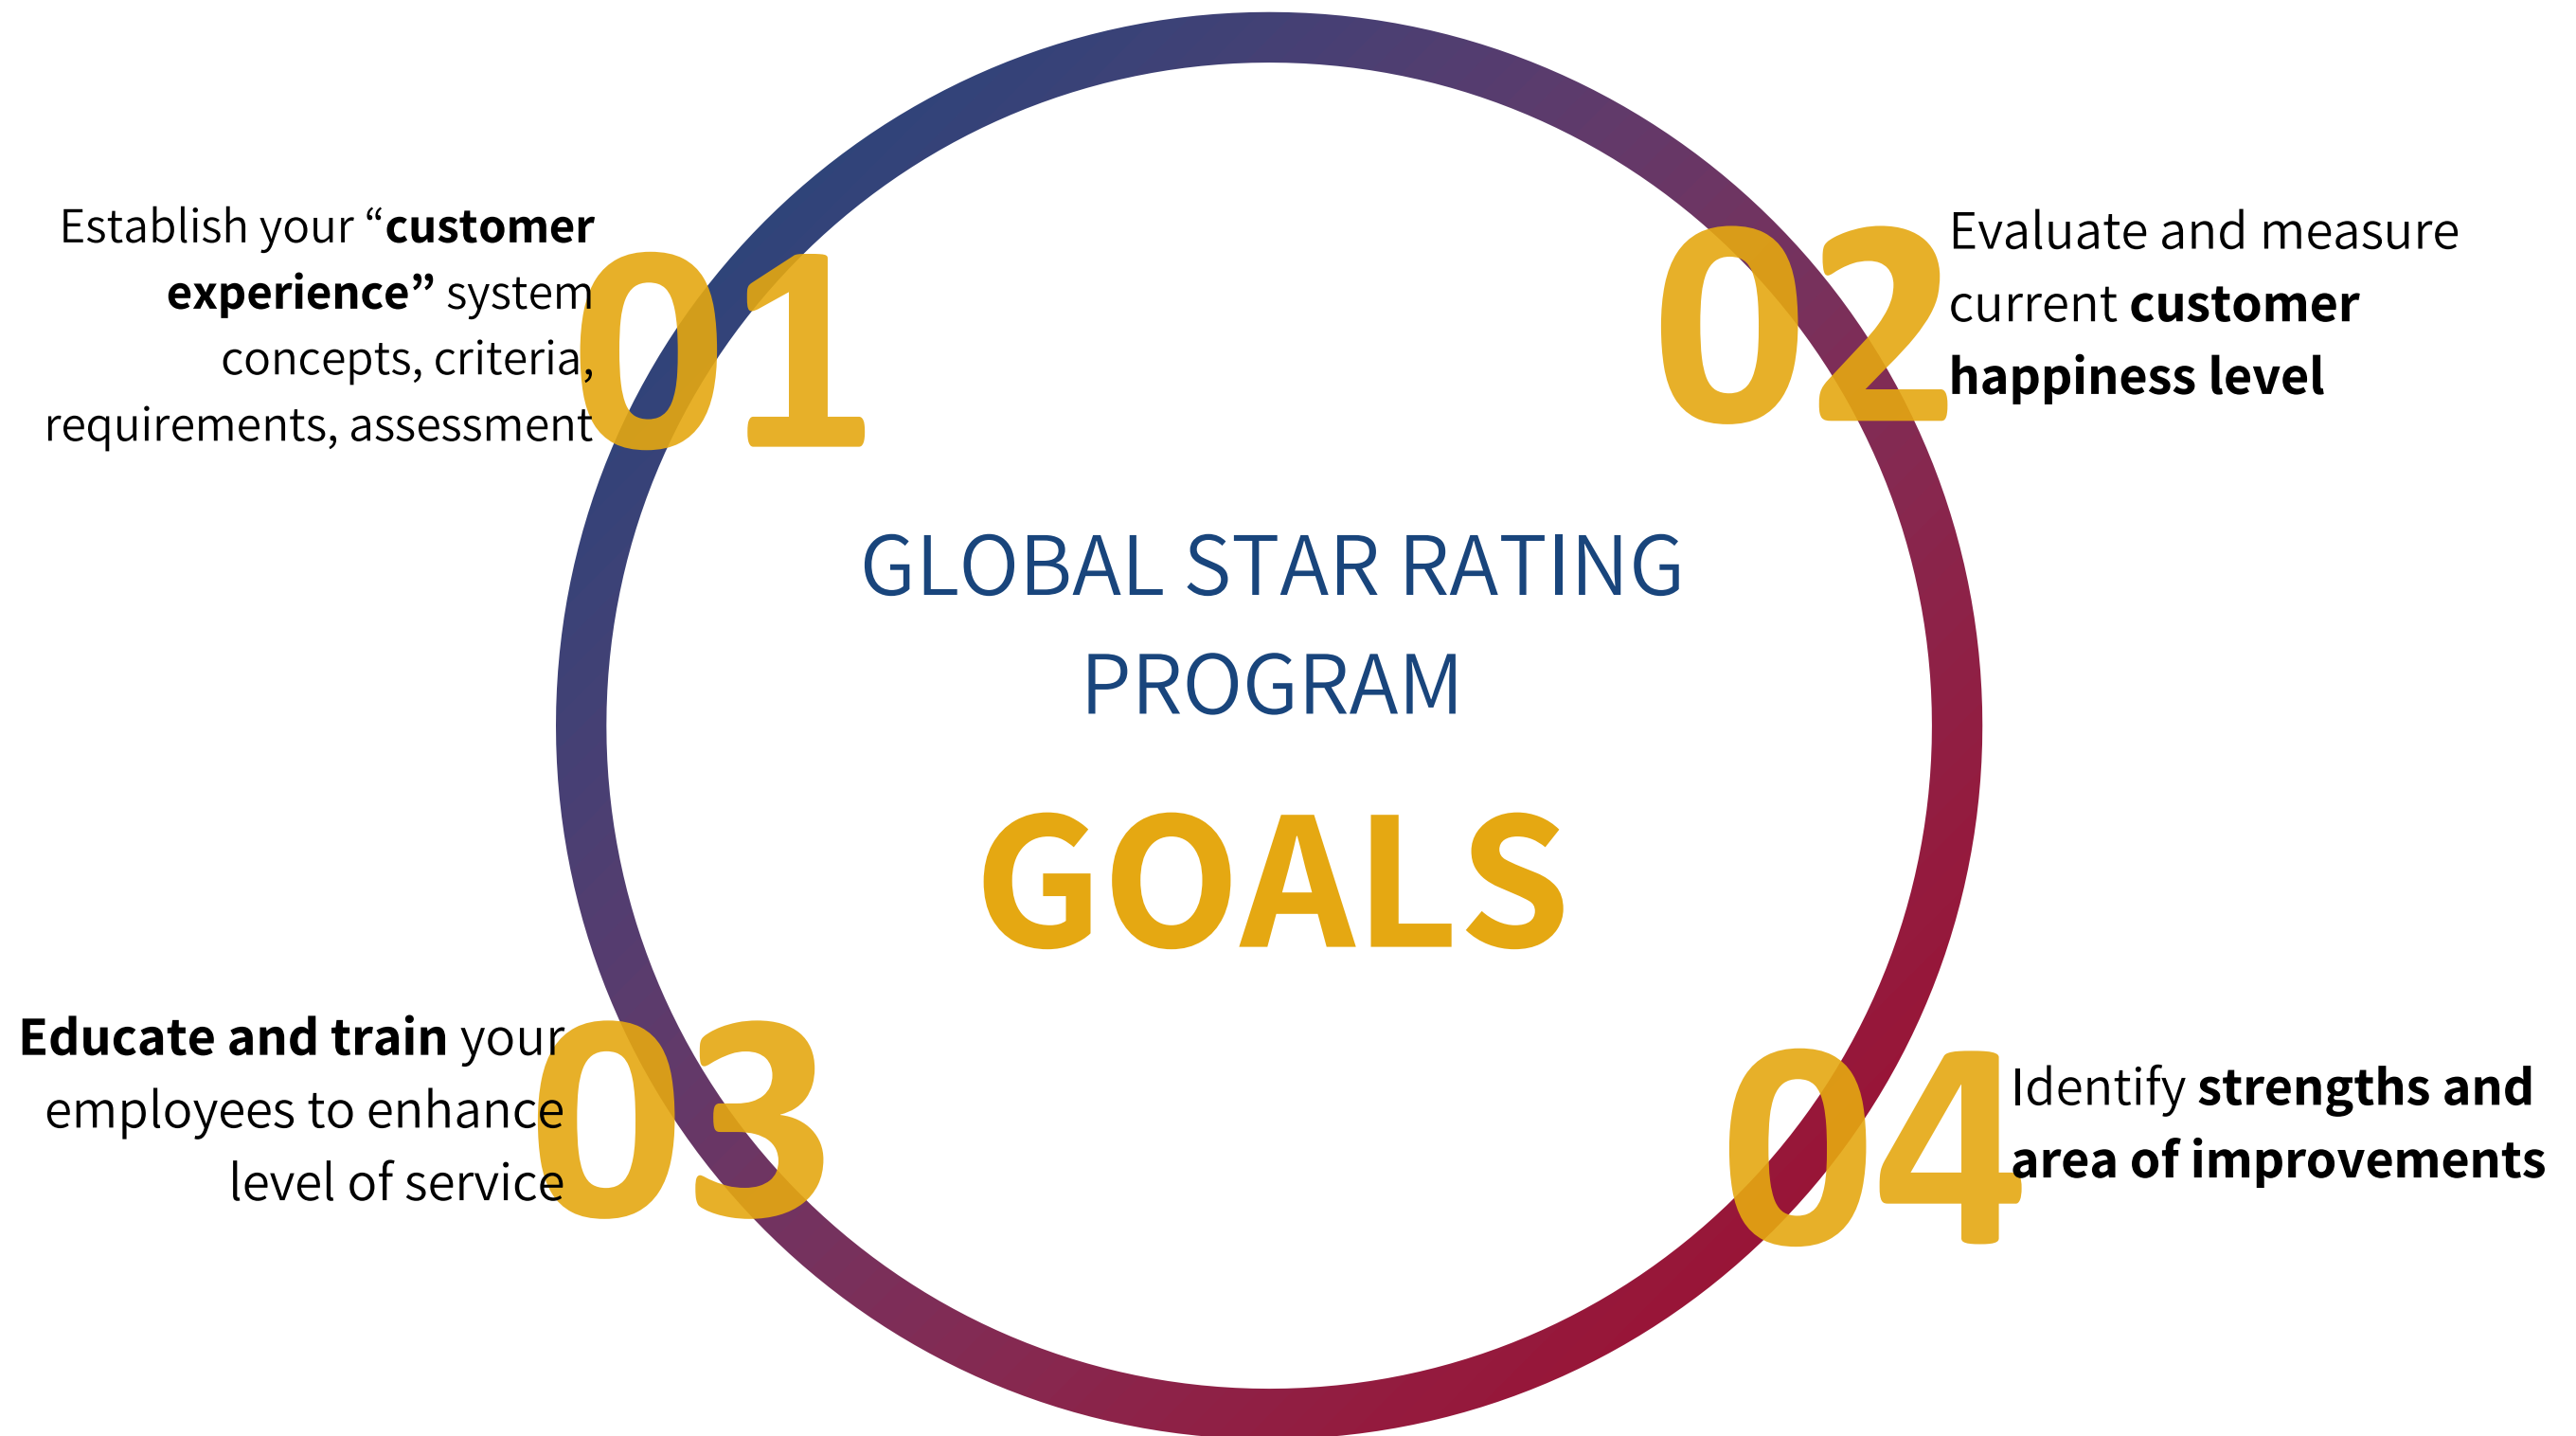 Establish your “customer
experience” system
concepts, criteria,
requirements, assessment
01
02
Evaluate and measure
current customer
happiness level
GLOBAL STAR RATING
PROGRAM
GOALS
Educate and train your
employees to enhance
level of service
03
04
Identify strengths and
area of improvements